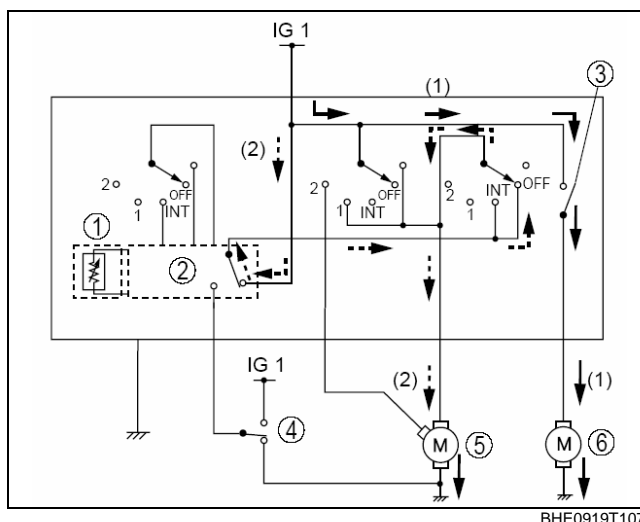 IG 1
(1)
③
(2)
2
OFF
1
INT
2
OFF
1
INT
2
INT
OFF
1
①
②
IG 1
④
(2)
(1)
M
⑤
M
⑥
BHE0919T107